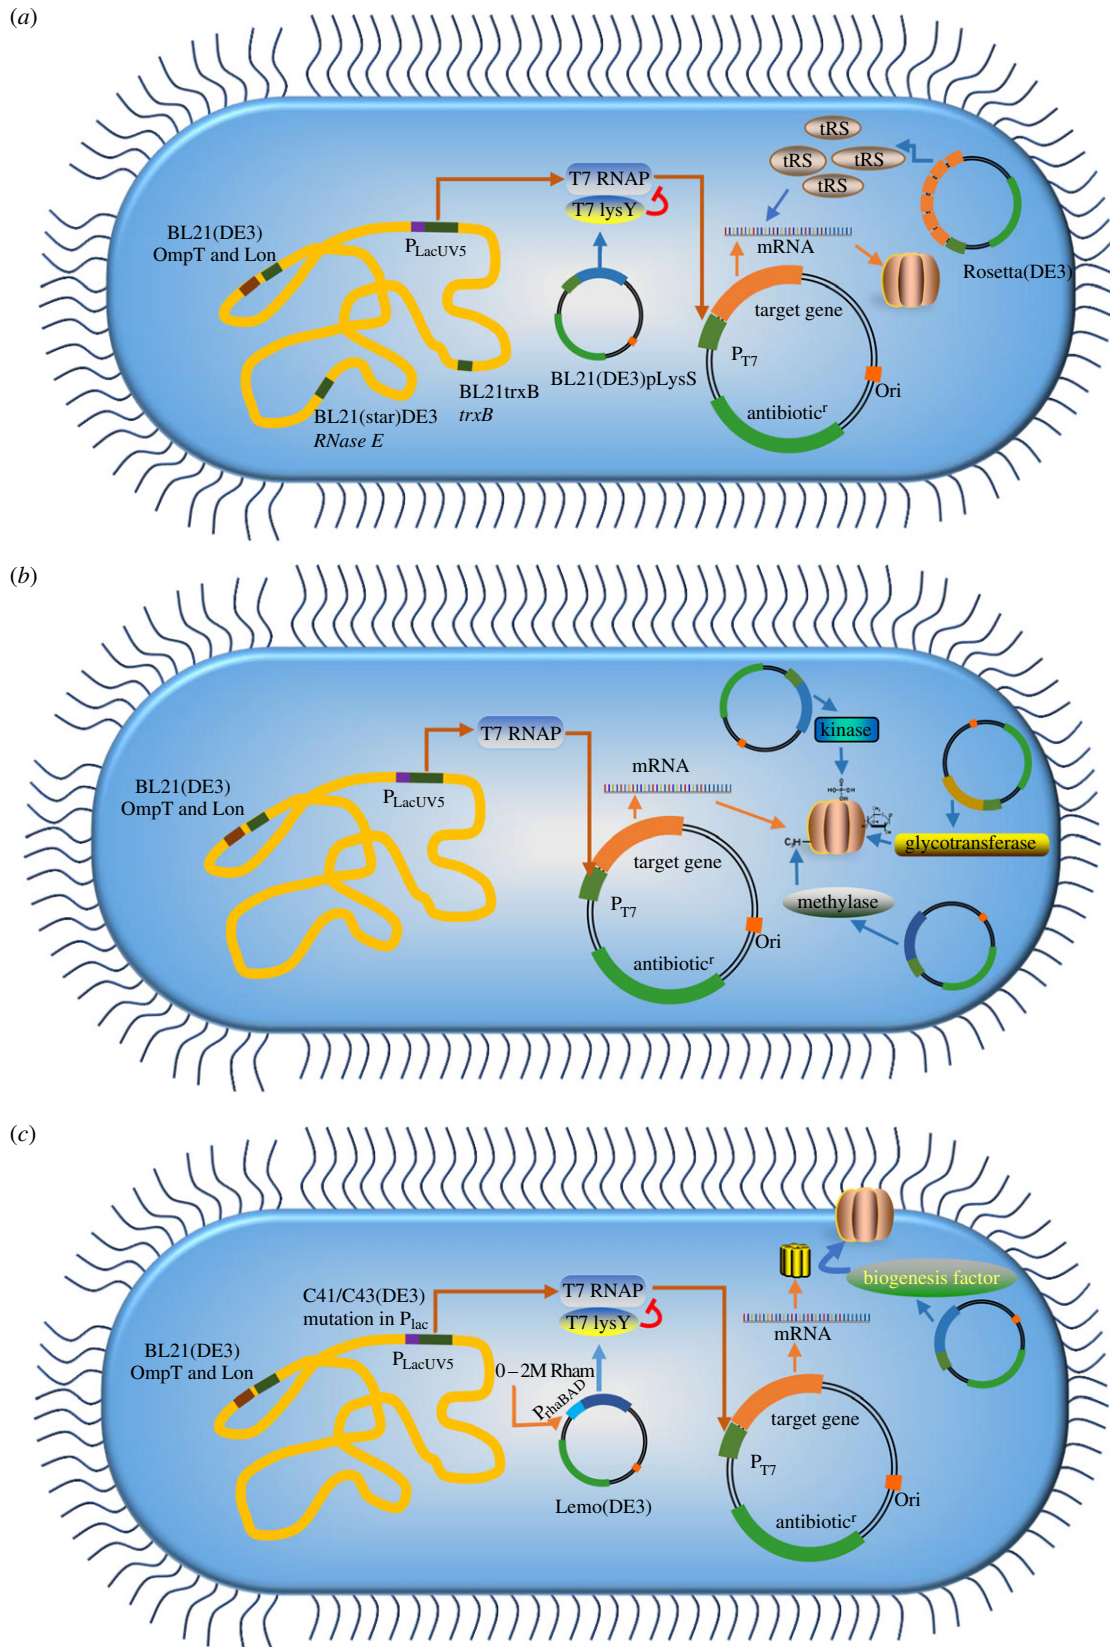 (a)
tRS
tRS
tRS
tRS
T7 RNAP
T7 lysY
BL21(DE3)
OmpT and Lon
PLacUV5
mRNA
Rosetta(DE3)
target gene
PT7
BL21(DE3)pLysS
BL21trxB
trxB
Ori
BL21(star)DE3
RNase E
antibioticr
(b)
kinase
T7 RNAP
mRNA
BL21(DE3)
OmpT and Lon
PLacUV5
glycotransferase
target gene
methylase
PT7
Ori
antibioticr
(c)
biogenesis factor
C41/C43(DE3)
mutation in Plac
T7 RNAP
T7 lysY
mRNA
BL21(DE3)
OmpT and Lon
PLacUV5
0–2M Rham
PrhaBAD
target gene
PT7
Lemo(DE3)
Ori
antibioticr